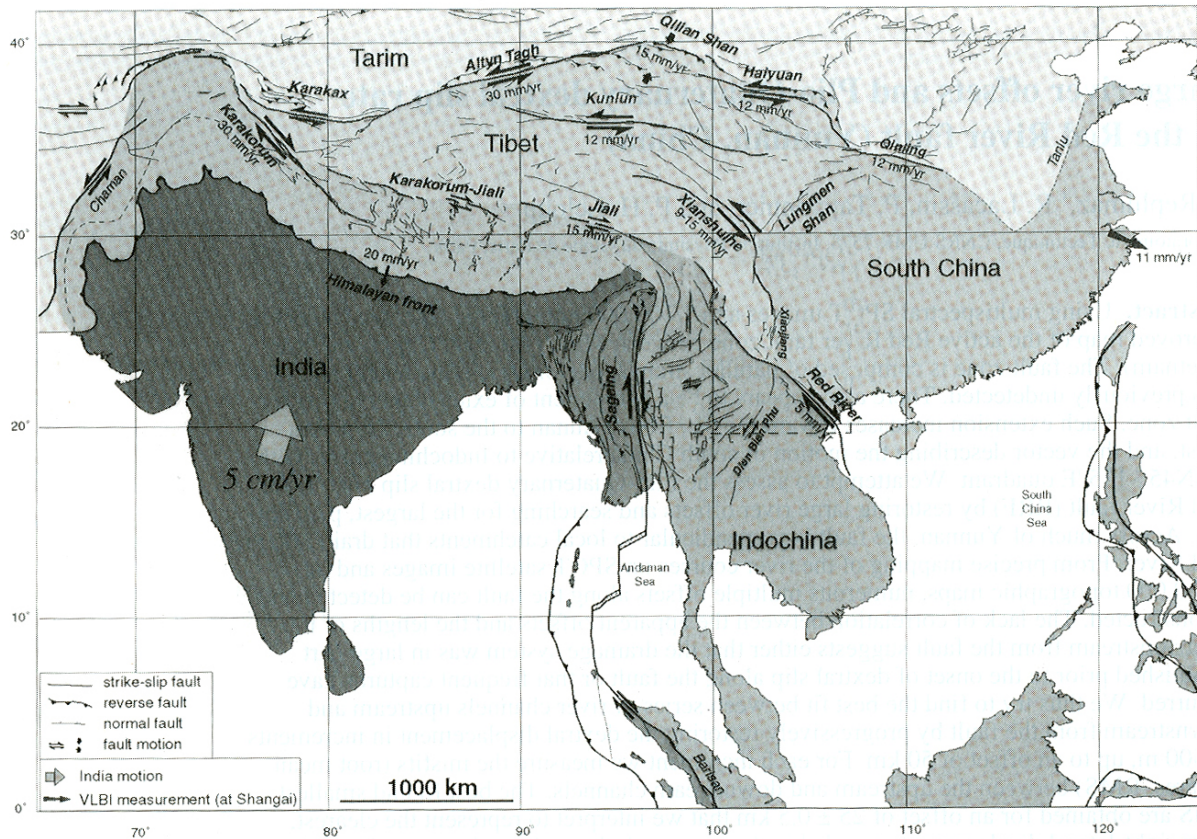 40°
30°
20°
10°
0°
70°
80°
90°
100°
110°
120°
Tarim
Karakax
Altyn Tagh
30 mm/yr
Qilian Shan
15 mm/yr
Haiyuan
12 mm/yr
Kunlun
12 mm/yr
Tibet
Karakorum
30 mm/yr
Chaman
Karakorum-Jiali
Jiali
15 mm/yr
Xianshuihe
9-15 mm/yr
Lungmen
Shan
Qinling
12 mm/yr
Tanlu
11 mm/yr
South China
20 mm/yr
Himalayan front
India
5 cm/yr
Sagaing
Xiaojiang
Red River
5 mm/yr
Dien Bien Phu
Indochina
Andaman
Sea
South
China
Sea
Barisan
strike-slip fault
reverse fault
normal fault
fault motion
India motion
VLBI measurement (at Shangai)
1000 km